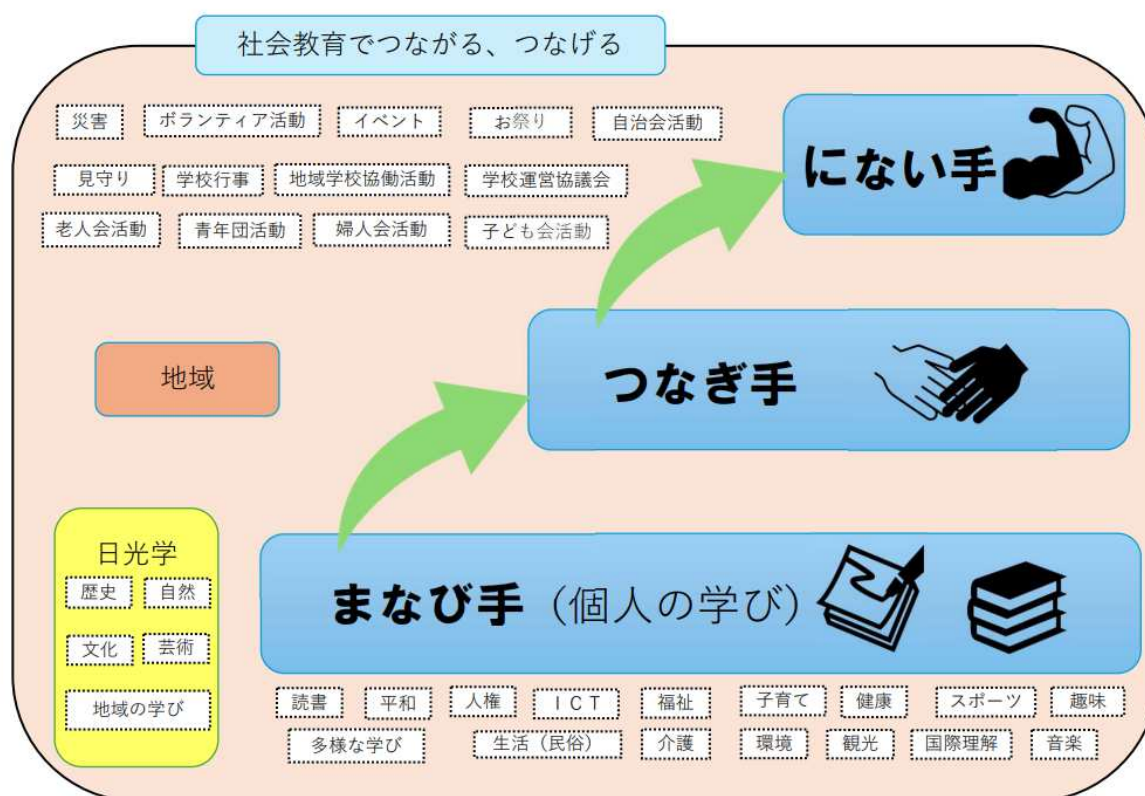 社会教育でつながる、つなげる
災害 ボランティア活動 イベント お祭り 自治会活動
見守り 学校行事 地域学校協働活動 学校運営協議会
老人会活動 青年団活動 婦人会活動 子ども会活動
にない手
つなぎ手
地域
日光学
歴史 自然
文化 芸術
地域の学び
まなび手（個人の学び）
読書 平和 人権 ＩＣＴ 福祉 子育て 健康 スポーツ 趣味
多様な学び 生活（民俗） 介護 環境 観光 国際理解 音楽